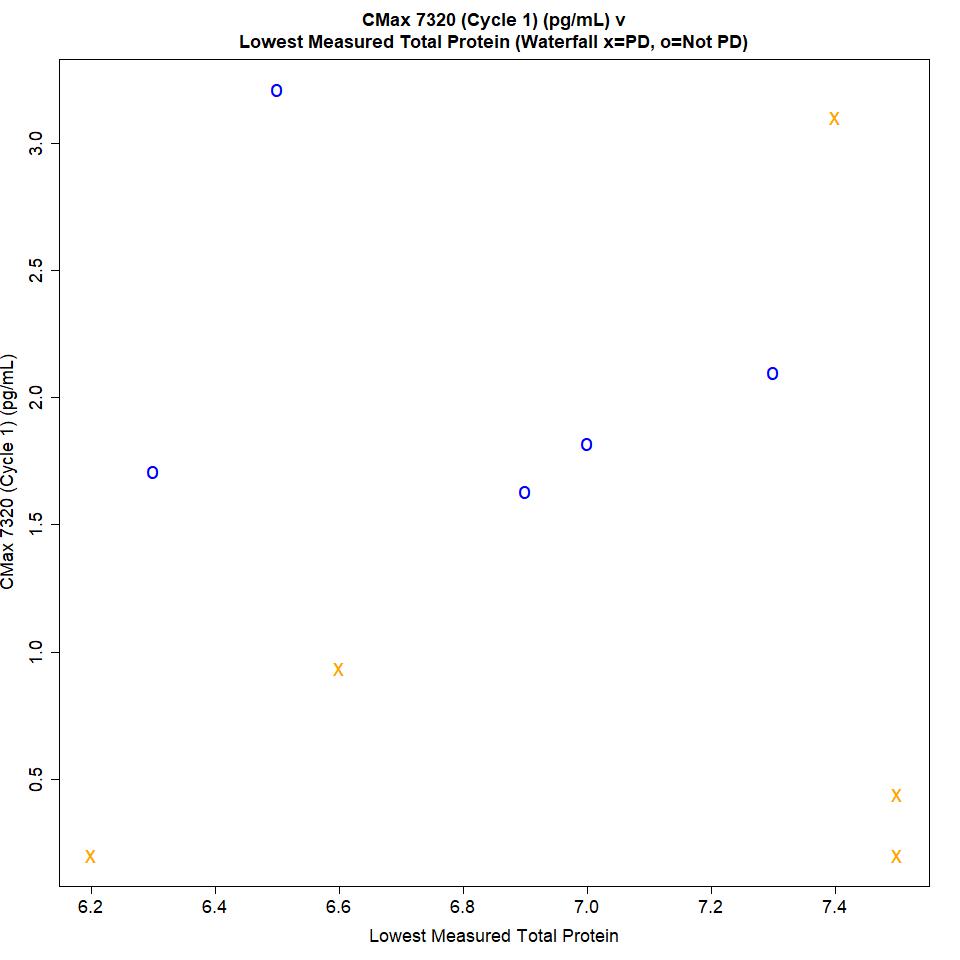 CMax 7320 (Cycle 1) (pg/mL) v
Lowest Measured Total Protein (Waterfall x=PD, o=Not PD)
CMax 7320 (Cycle 1) (pg/mL)
3.0
2.5
2.0
1.5
1.0
0.5
o
x
o
o
o
o
x
x
x
x
6.2 6.4 6.6 6.8 7.0 7.2 7.4
Lowest Measured Total Protein